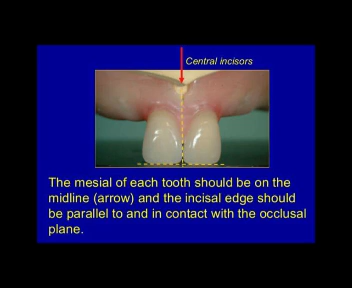 Central incisors
The mesial of each tooth should be on the
midline (arrow) and the incisal edge should
be parallel to and in contact with the occlusal
plane.